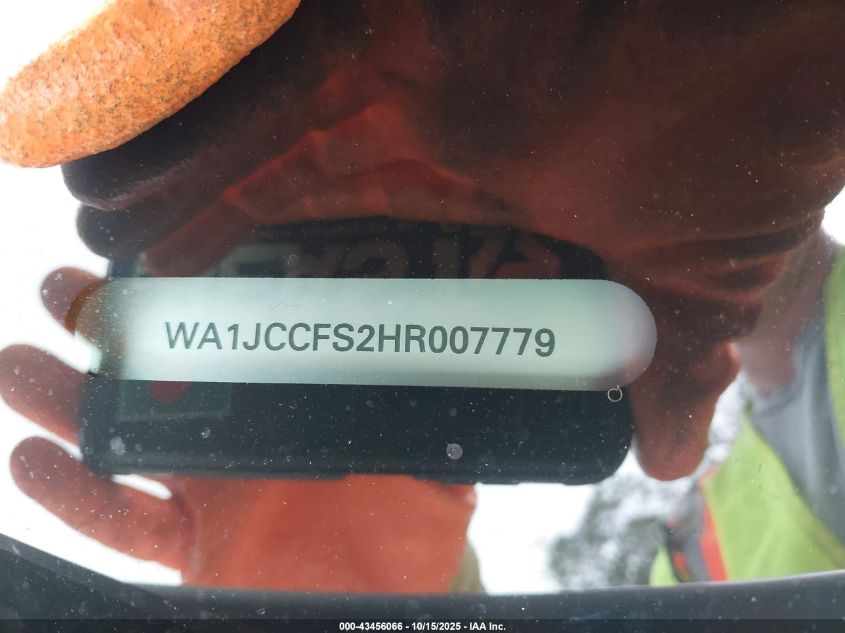 WA1JCCFS2HR007779
000-43456066 - 10/15/2025 - IAA Inc.